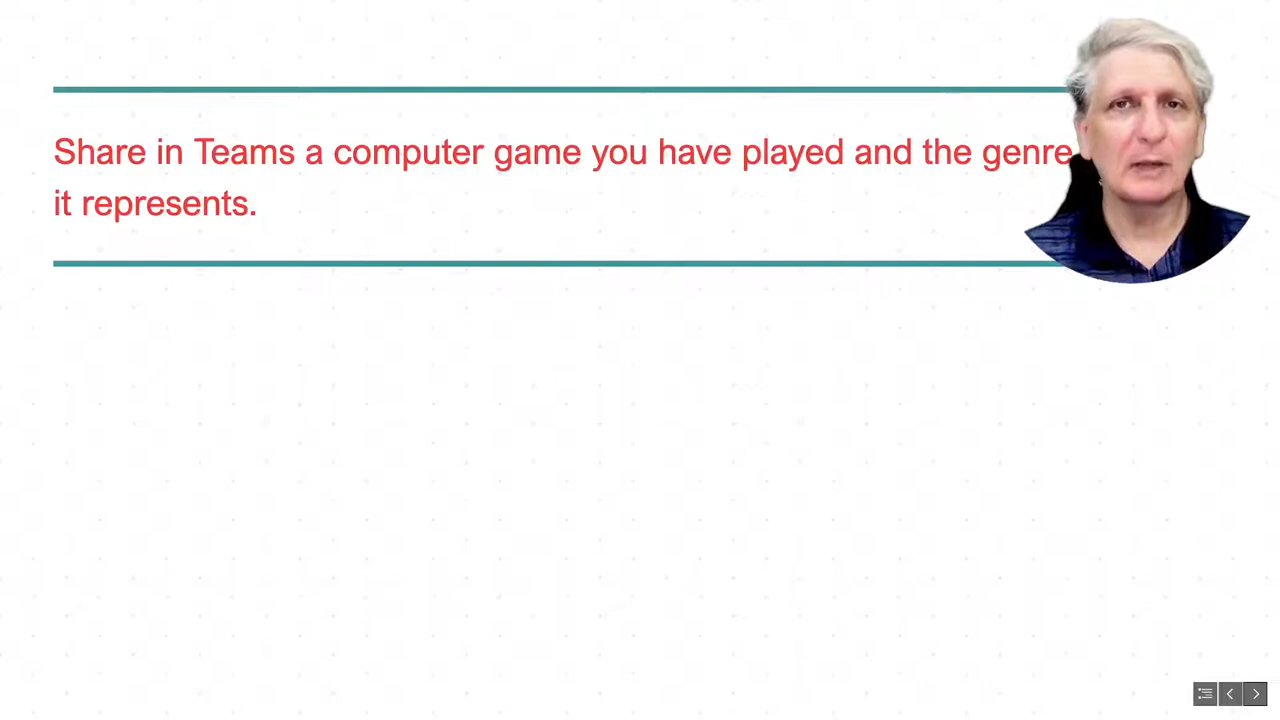 Share in Teams a computer game you have played and the genre
it represents.